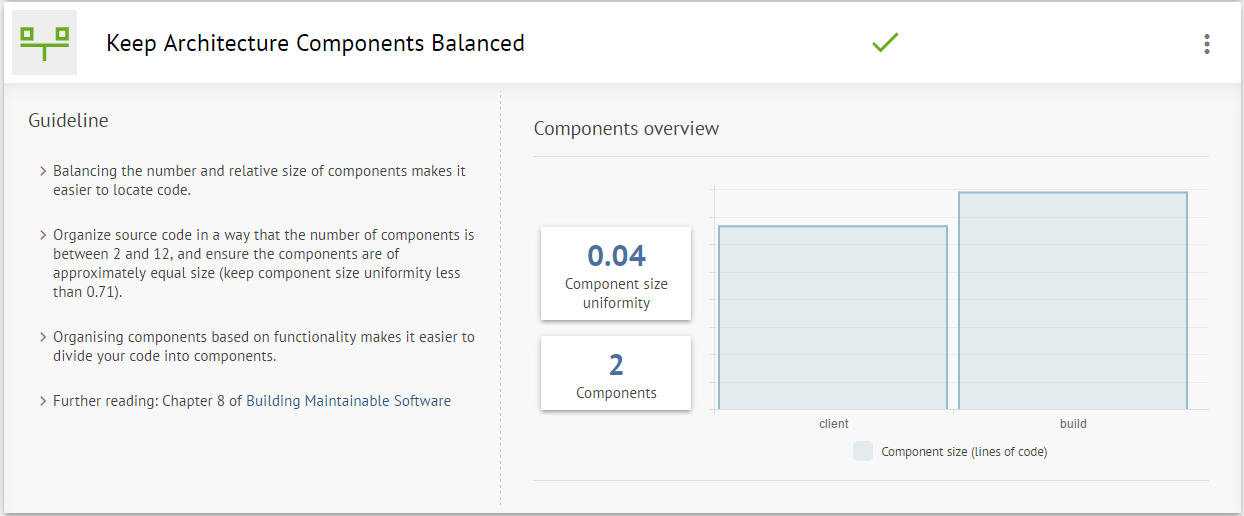 Keep Architecture Components Balanced
Guideline
Balancing the number and relative size of components makes it
easier to locate code.
Organize source code in a way that the number of components is
between 2 and 12, and ensure the components are of
approximately equal size (keep component size uniformity less
than 0.71).
Organising components based on functionality makes it easier to
divide your code into components.
Further reading: Chapter 8 of Building Maintainable Software
Components overview
0.04
Component size
uniformity
2
Components
client
build
Component size (lines of code)